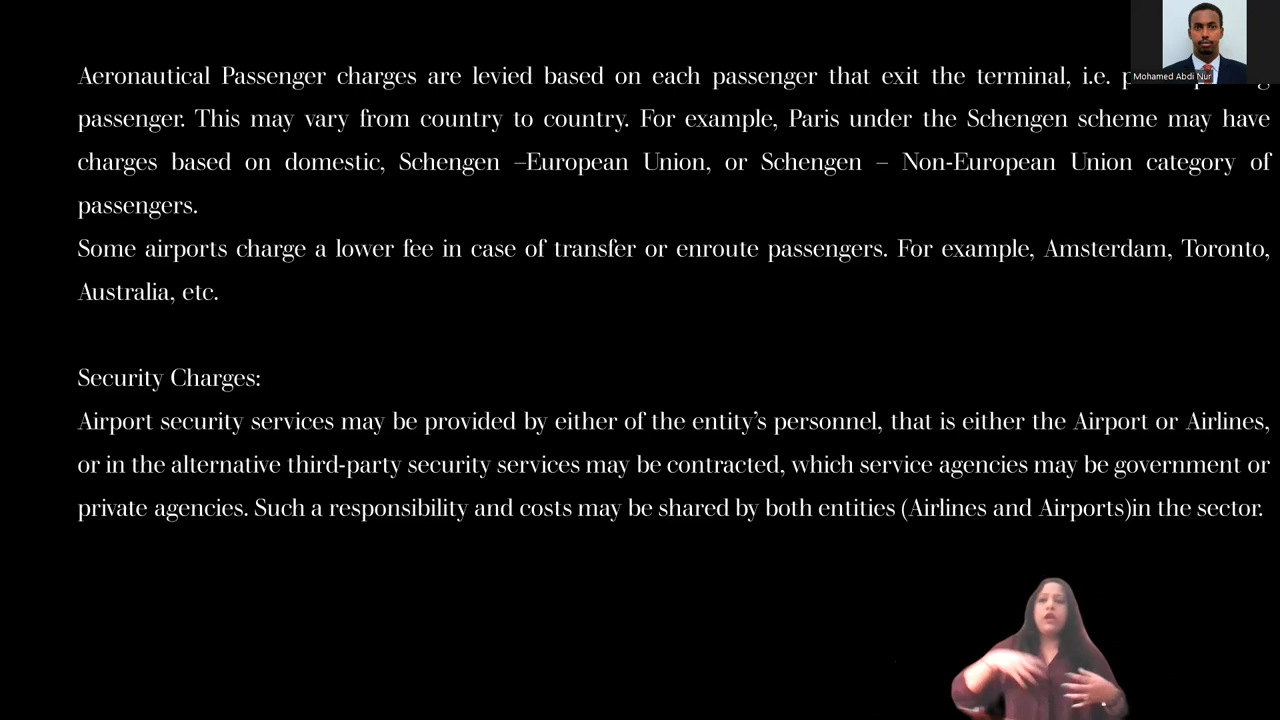 Mohamed Abdi Nur
Aeronautical Passenger charges are levied based on each passenger that exit the terminal, i.e.
passenger. This may vary from country to country. For example, Paris under the Schengen scheme may have
charges based on domestic, Schengen –European Union, or Schengen – Non-European Union category of
passengers.
Some airports charge a lower fee in case of transfer or enroute passengers. For example, Amsterdam, Toronto,
Australia, etc.
Security Charges:
Airport security services may be provided by either of the entity’s personnel, that is either the Airport or Airlines,
or in the alternative third-party security services may be contracted, which service agencies may be government or
private agencies. Such a responsibility and costs may be shared by both entities (Airlines and Airports)in the sector.